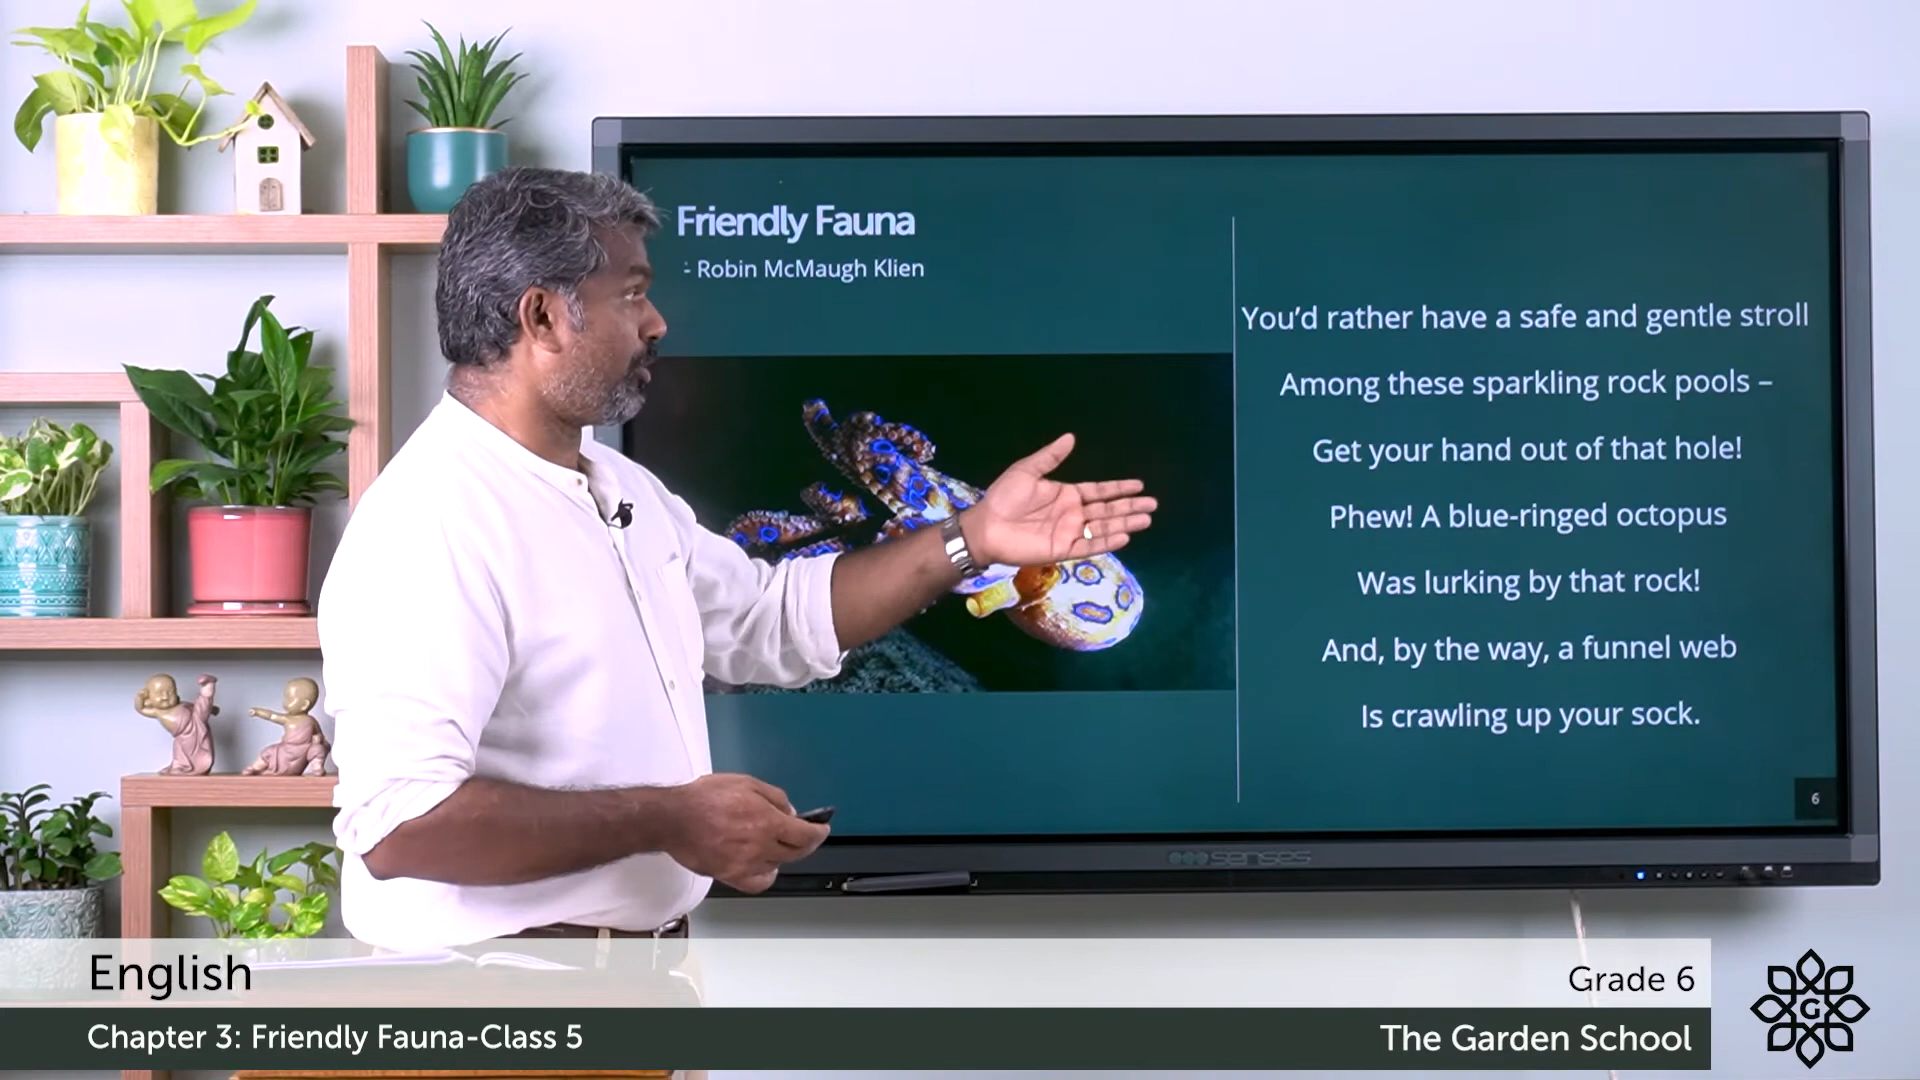 Friendly Fauna
- Robin McMaugh Klien
You'd rather have a safe and gentle stroll
Among these sparkling rock pools –
Get your hand out of that hole!
Phew! A blue-ringed octopus
Was lurking by that rock!
And, by the way, a funnel web
Is crawling up your sock.
6
senses
English
Grade 6
Chapter 3: Friendly Fauna-Class 5
The Garden School
G